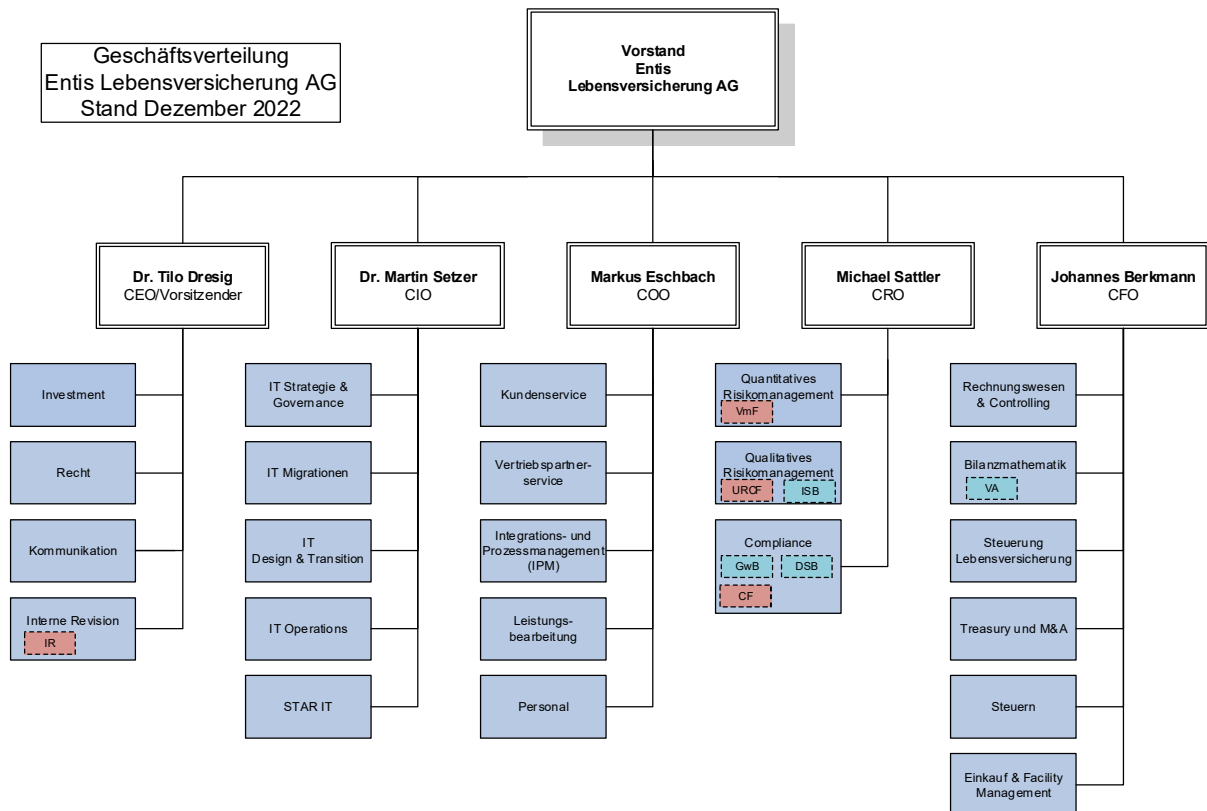 Geschäftsverteilung
Entis Lebensversicherung AG
Stand Dezember 2022
Vorstand
Entis
Lebensversicherung AG
Dr. Tilo Dresig
CEO/Vorsitzender
Dr. Martin Setzer
CIO
Markus Eschbach
COO
Michael Sattler
CRO
Johannes Berkmann
CFO
Investment
Recht
Kommunikation
Interne Revision
IR
IT Strategie &
Governance
IT Migrationen
IT
Design & Transition
IT Operations
STAR IT
Kundenservice
Vertriebspartner-
service
Integrations- und
Prozessmanagement
(IPM)
Leistungs-
bearbeitung
Personal
Quantitatives
Risikomanagement
VmF
Qualitatives
Risikomanagement
URCF ISB
Compliance
GwB DSB
CF
Rechnungswesen
& Controlling
Bilanzmathematik
VA
Steuerung
Lebensversicherung
Treasury und M&A
Steuern
Einkauf & Facility
Management